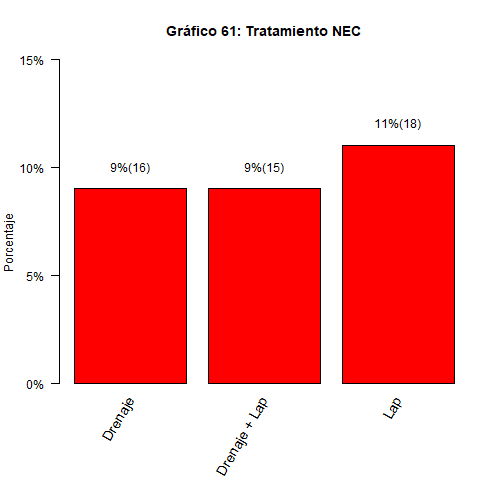 Gráfico 61: Tratamiento NEC
15%
10%
5%
0%
Porcentaje
9%(16)
9%(15)
11%(18)
Drenaje
Drenaje + Lap
Lap